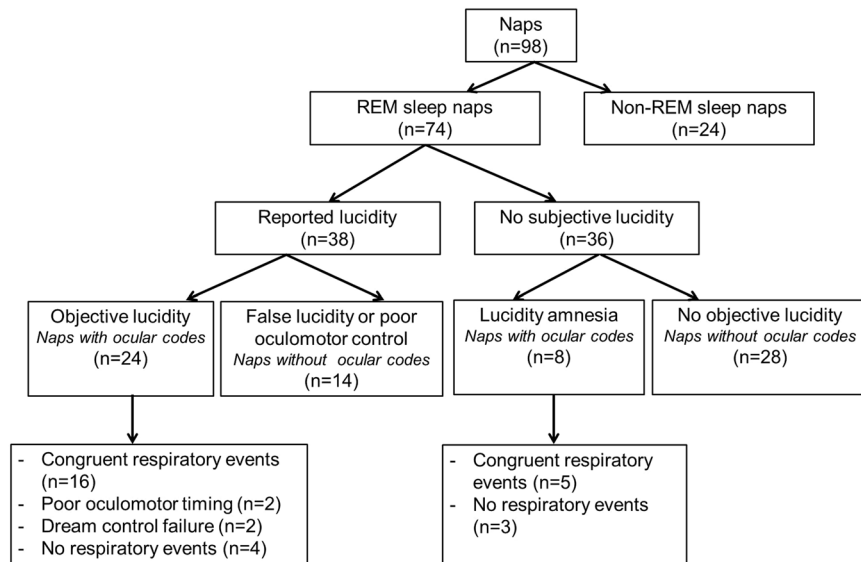 Naps
(n=98)
REM sleep naps
(n=74)
Non-REM sleep naps
(n=24)
Reported lucidity
(n=38)
No subjective lucidity
(n=36)
Objective lucidity
Naps with ocular codes
(n=24)
False lucidity or poor
oculomotor control
Naps without ocular codes
(n=14)
Lucidity amnesia
Naps with ocular codes
(n=8)
No objective lucidity
Naps without ocular codes
(n=28)
- Congruent respiratory events
(n=16)
- Poor oculomotor timing (n=2)
- Dream control failure (n=2)
- No respiratory events (n=4)
- Congruent respiratory
events (n=5)
- No respiratory events
(n=3)